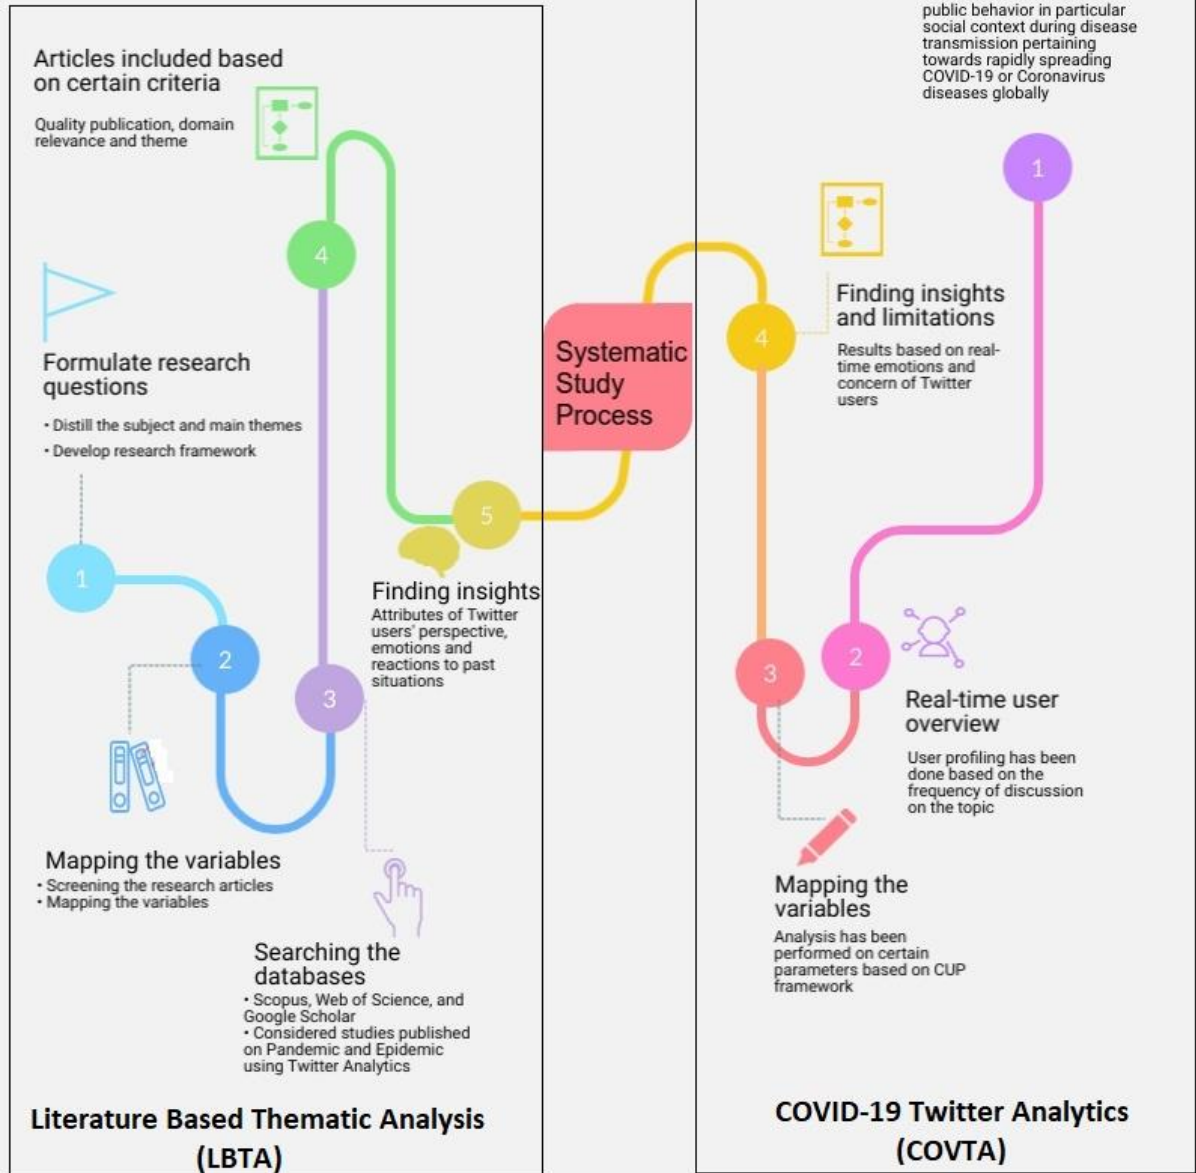 Articles included based
on certain criteria
Quality publication, domain
relevance and theme
4
Formulate research
questions
• Distill the subject and main themes
• Develop research framework
1
2
3
5
Finding insights
Attributes of Twitter
users' perspective,
emotions and
reactions to past
situations
Mapping the variables
• Screening the research articles
• Mapping the variables
Searching the
databases
• Scopus, Web of Science, and
Google Scholar
• Considered studies published
on Pandemic and Epidemic
using Twitter Analytics
Literature Based Thematic Analysis
(LBTA)
Systematic
Study
Process
public behavior in particular
social context during disease
transmission pertaining
towards rapidly spreading
COVID-19 or Coronavirus
diseases globally
1
4
Finding insights
and limitations
Results based on real-
time emotions and
concern of Twitter
users
3
2
Real-time user
overview
User profiling has been
done based on the
frequency of discussion
on the topic
Mapping the
variables
Analysis has been
performed on certain
parameters based on CUP
framework
COVID-19 Twitter Analytics
(COVTA)